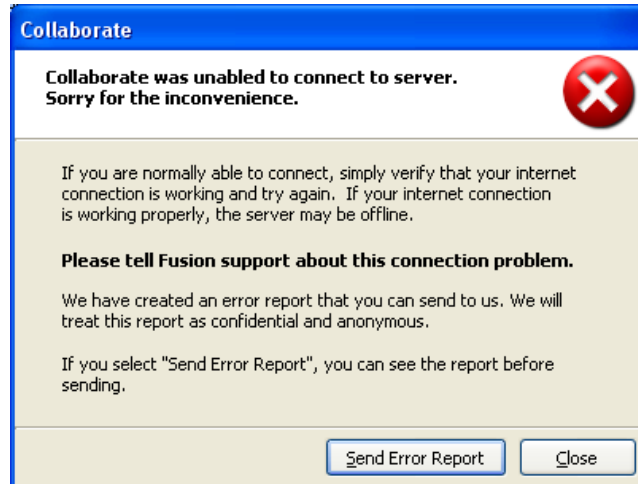 Collaborate
Collaborate was unabled to connect to server.
Sorry for the inconvenience.
If you are normally able to connect, simply verify that your internet
connection is working and try again. If your internet connection
is working properly, the server may be offline.
Please tell Fusion support about this connection problem.
We have created an error report that you can send to us. We will
treat this report as confidential and anonymous.
If you select "Send Error Report", you can see the report before
sending.
Send Error Report
Close